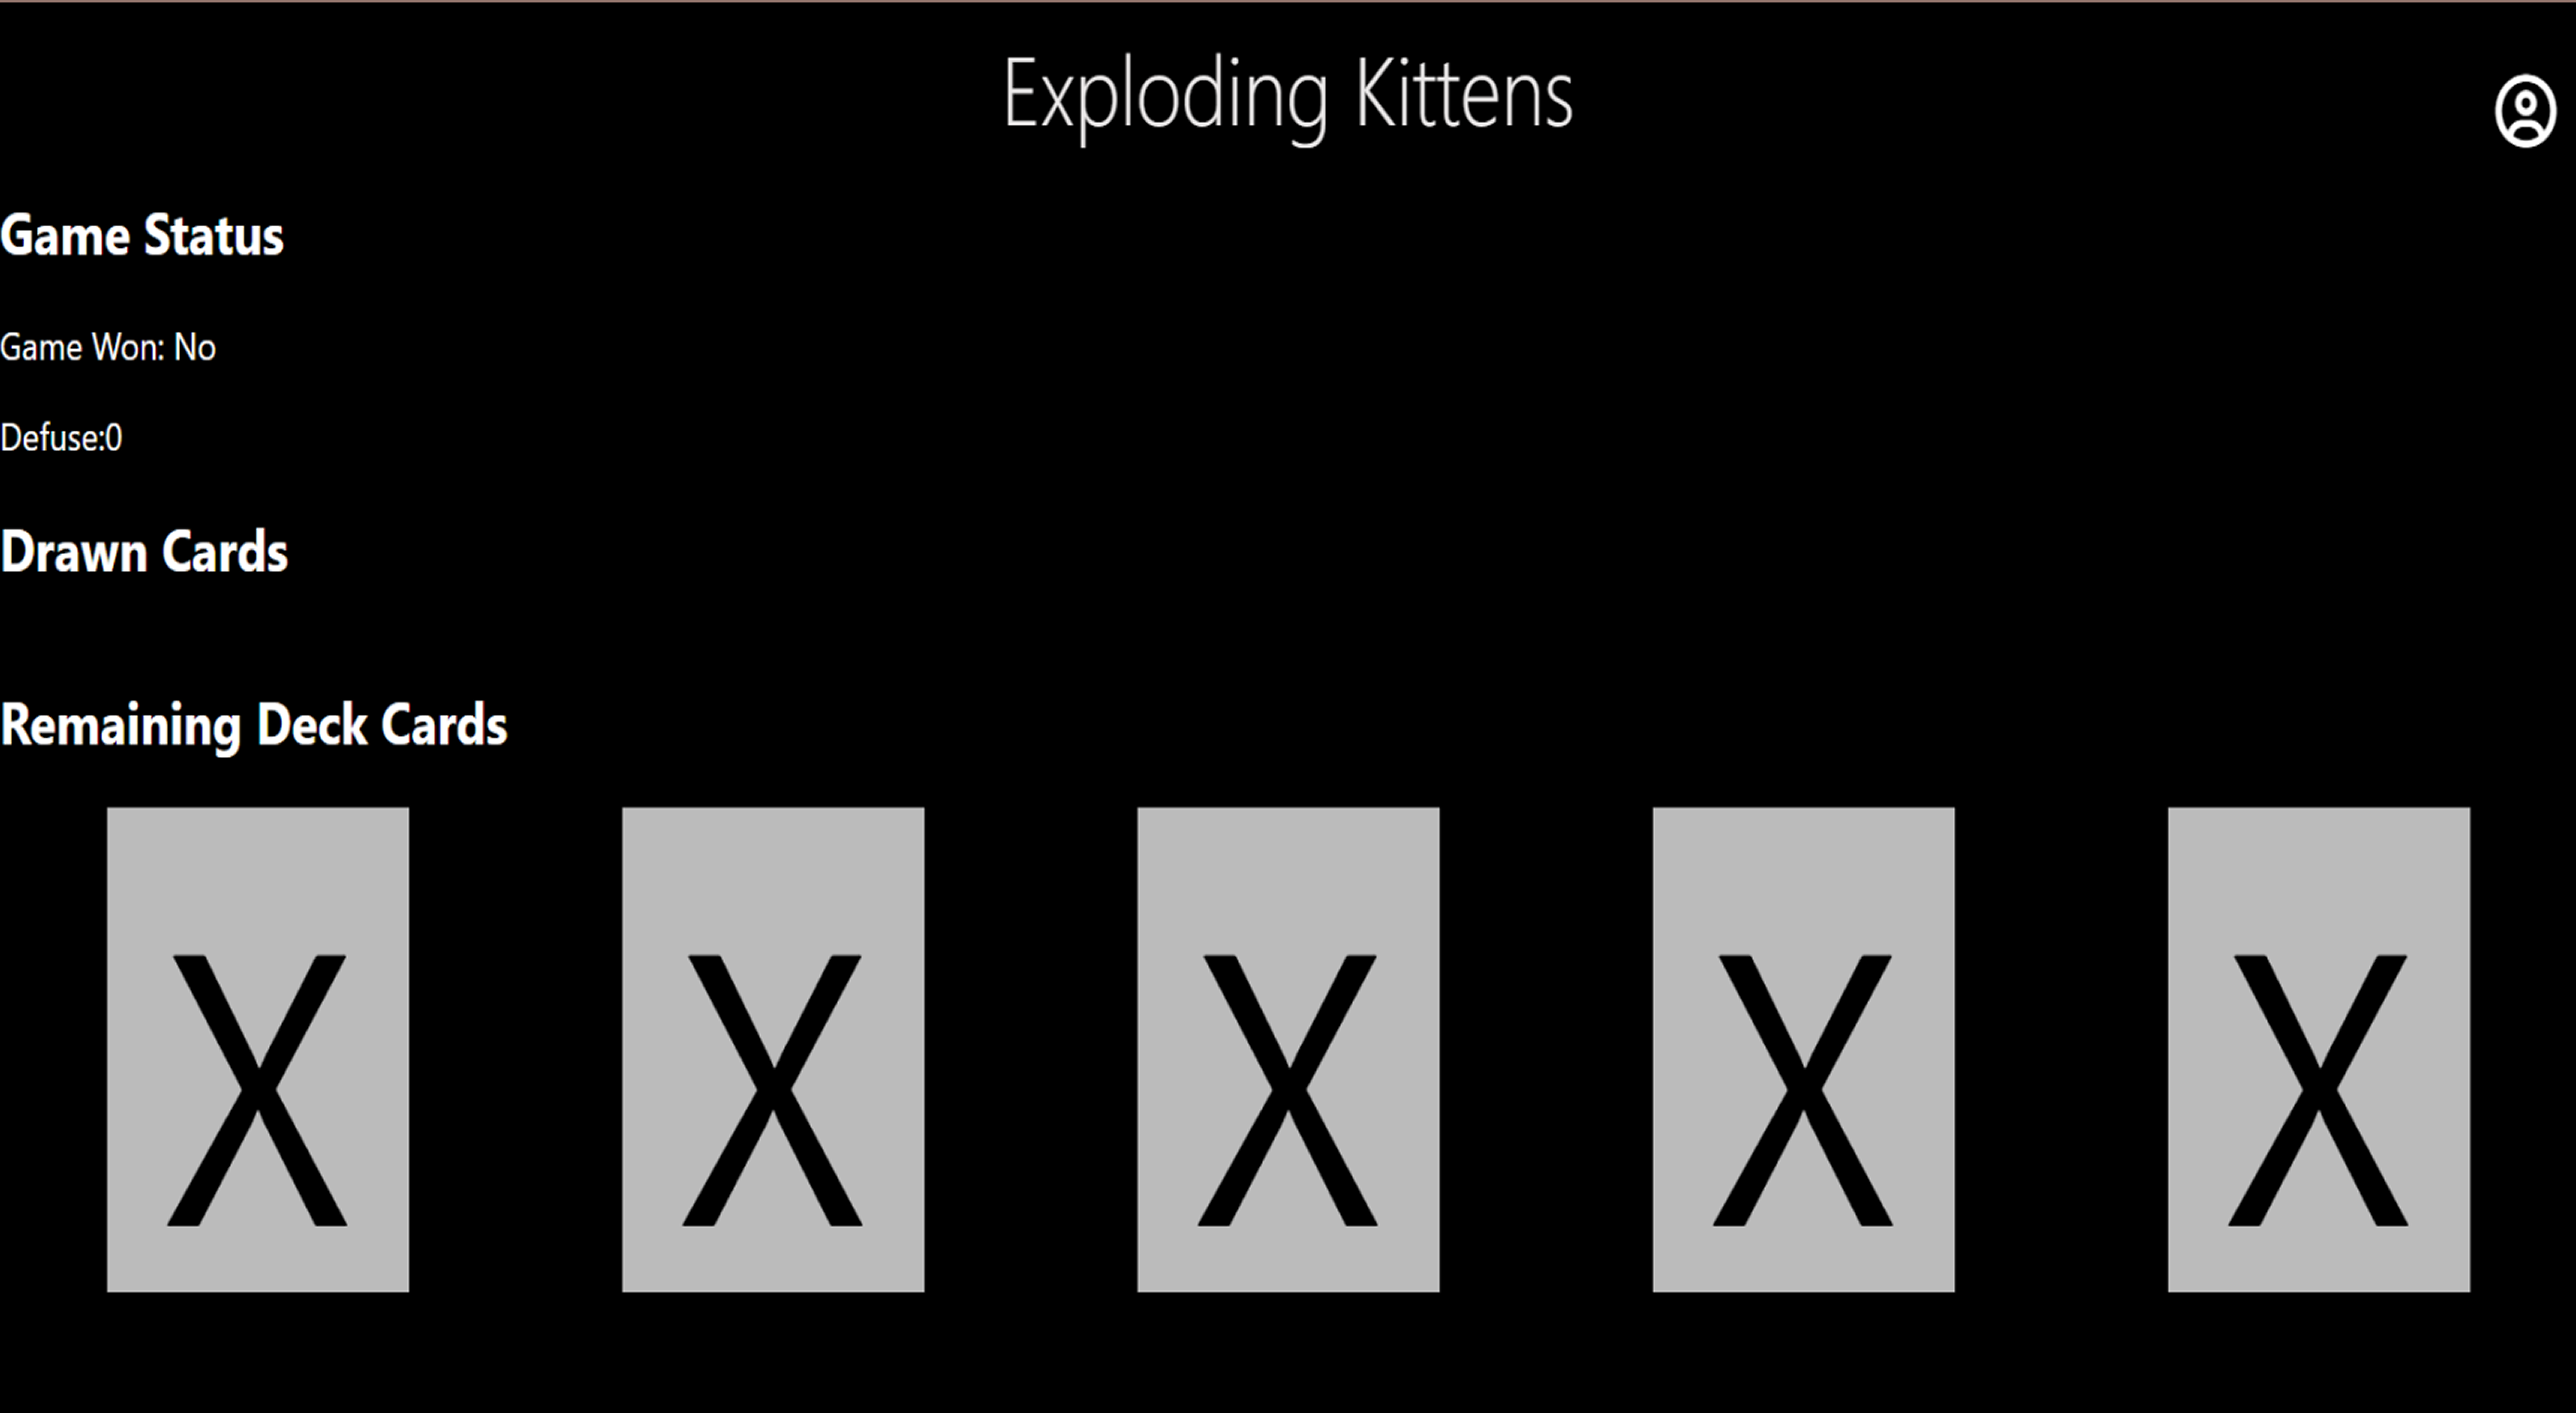 Exploding Kittens
Game Status
Game Won: No
Defuse:0
Drawn Cards
Remaining Deck Cards
X X X X X